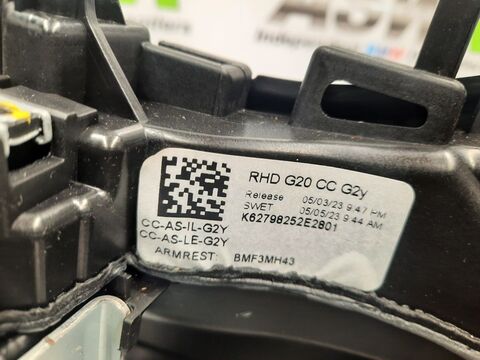 RHD G20 CC G2y
Release 05/03/23 9:47 PM
SWET 05/05/23 9:44 AM
K62798252E2801
CC-AS-IL-G2Y
CC-AS-LE-G2Y
ARMREST: BMF3MH43